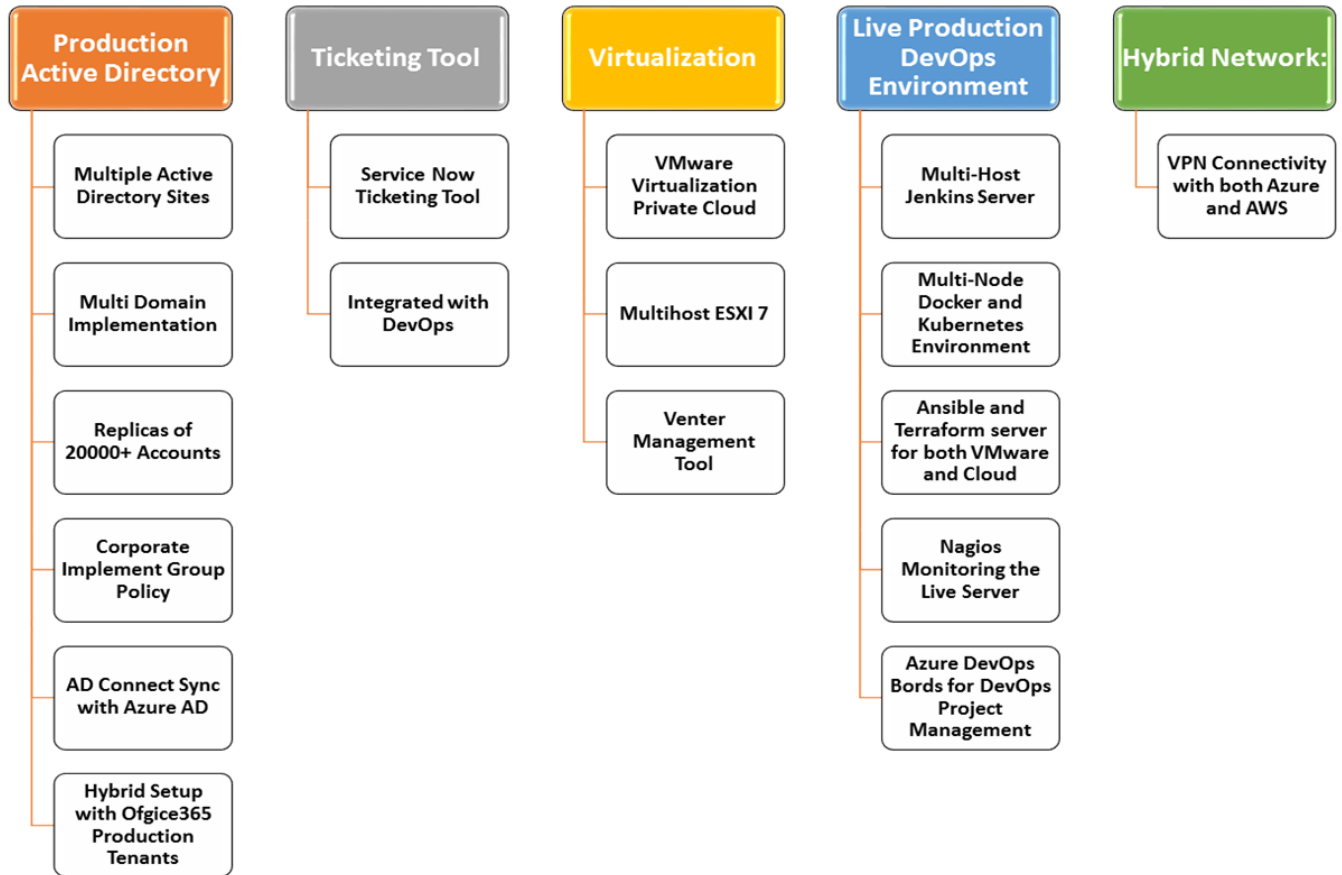 Production
Active Directory
Multiple Active
Directory Sites
Multi Domain
Implementation
Replicas of
20000+ Accounts
Corporate
Implement Group
Policy
AD Connect Sync
with Azure AD
Hybrid Setup
with Ofgice365
Production
Tenants
Ticketing Tool
Service Now
Ticketing Tool
Integrated with
DevOps
Virtualization
VMware
Virtualization
Private Cloud
Multihost ESXI 7
Venter
Management
Tool
Live Production
DevOps
Environment
Multi-Host
Jenkins Server
Multi-Node
Docker and
Kubernetes
Environment
Ansible and
Terraform server
for both VMware
and Cloud
Nagios
Monitoring the
Live Server
Azure DevOps
Bords for DevOps
Project
Management
Hybrid Network:
VPN Connectivity
with both Azure
and AWS